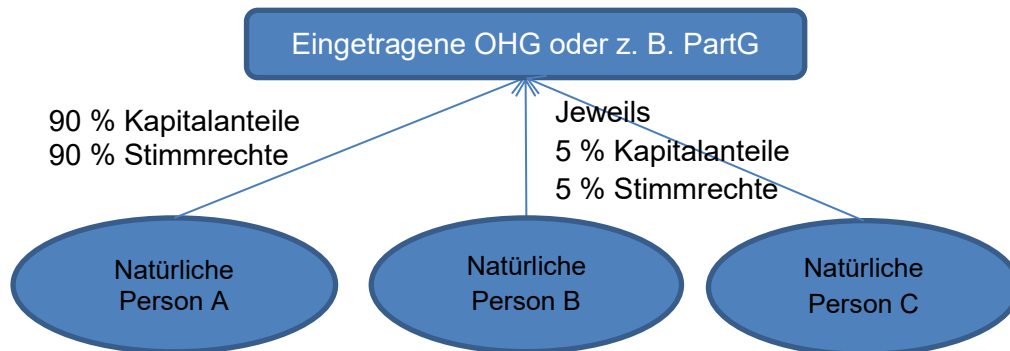 Eingetragene OHG oder z. B. PartG
90 % Kapitalanteile
90 % Stimmrechte
Jeweils
5 % Kapitalanteile
5 % Stimmrechte
Natürliche
Person A
Natürliche
Person B
Natürliche
Person C